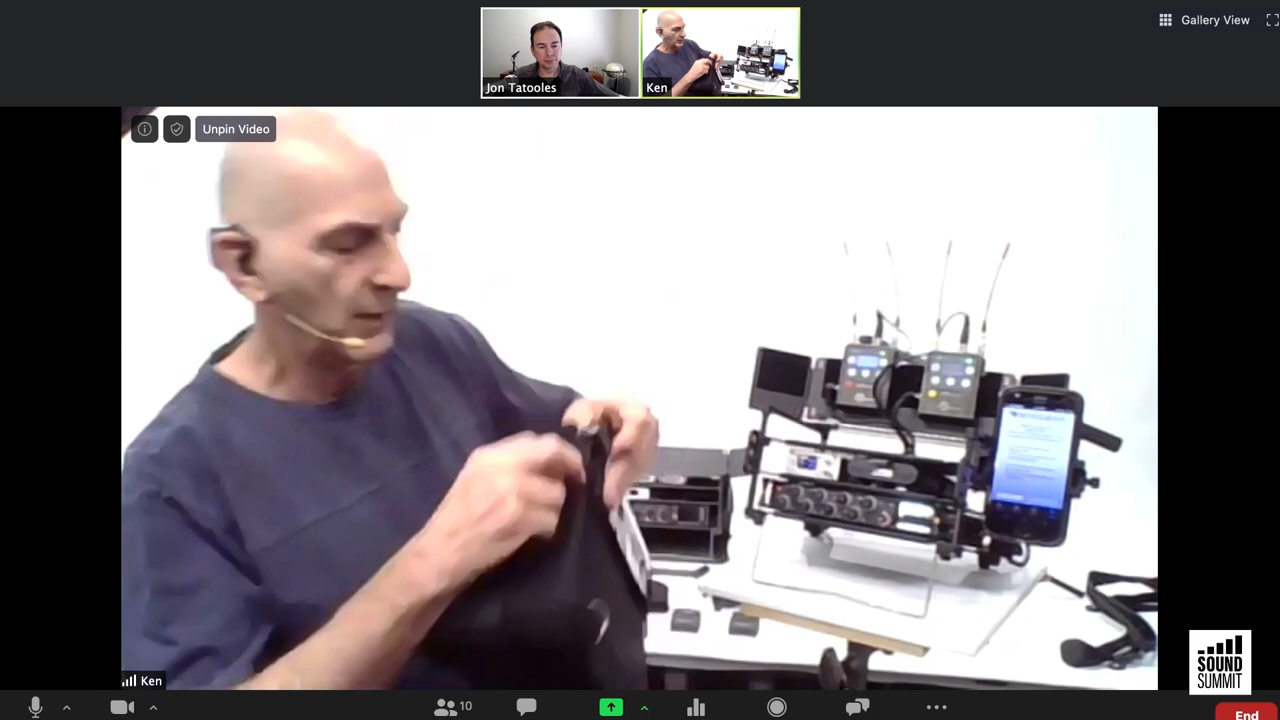 Gallery View
Jon Tatooles
Ken
Unpin Video
Ken
SOUND
SUMMIT
10
End